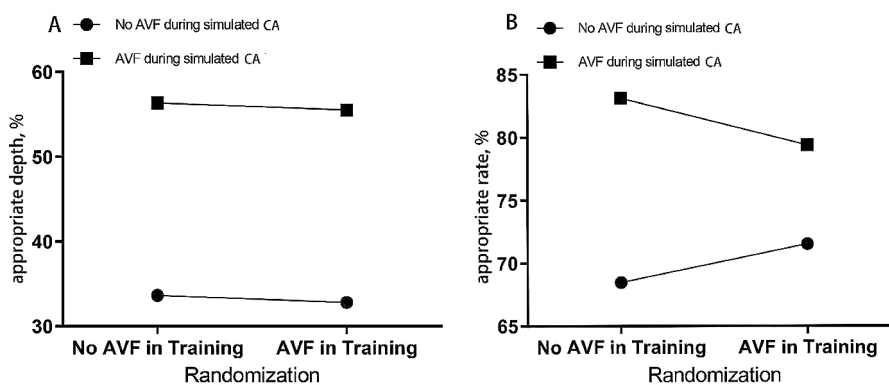 A
No AVF during simulated CA
AVF during simulated CA
60
50
40
30
appropriate depth, %
No AVF in Training
AVF in Training
Randomization
B
No AVF during simulated CA
AVF during simulated CA
85
80
75
70
65
appropriate rate, %
No AVF in Training
AVF in Training
Randomization